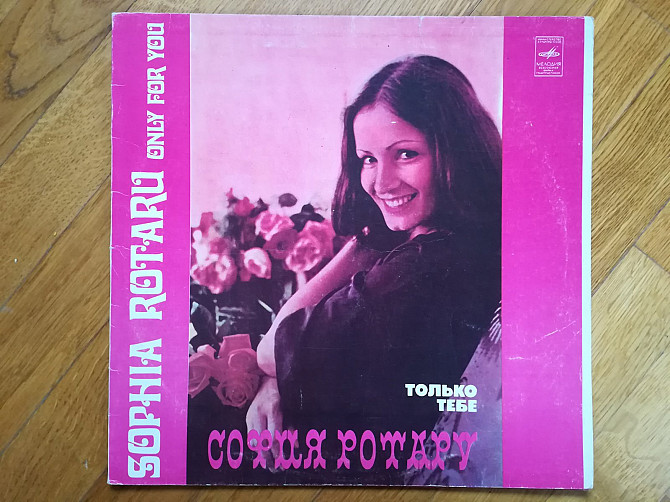 SOPHIA ROTARU ONLY FOR YOU
МЕЛОДИЯ
ТОЛЬКО
ТЕБЕ
СОФИЯ РОТАРУ